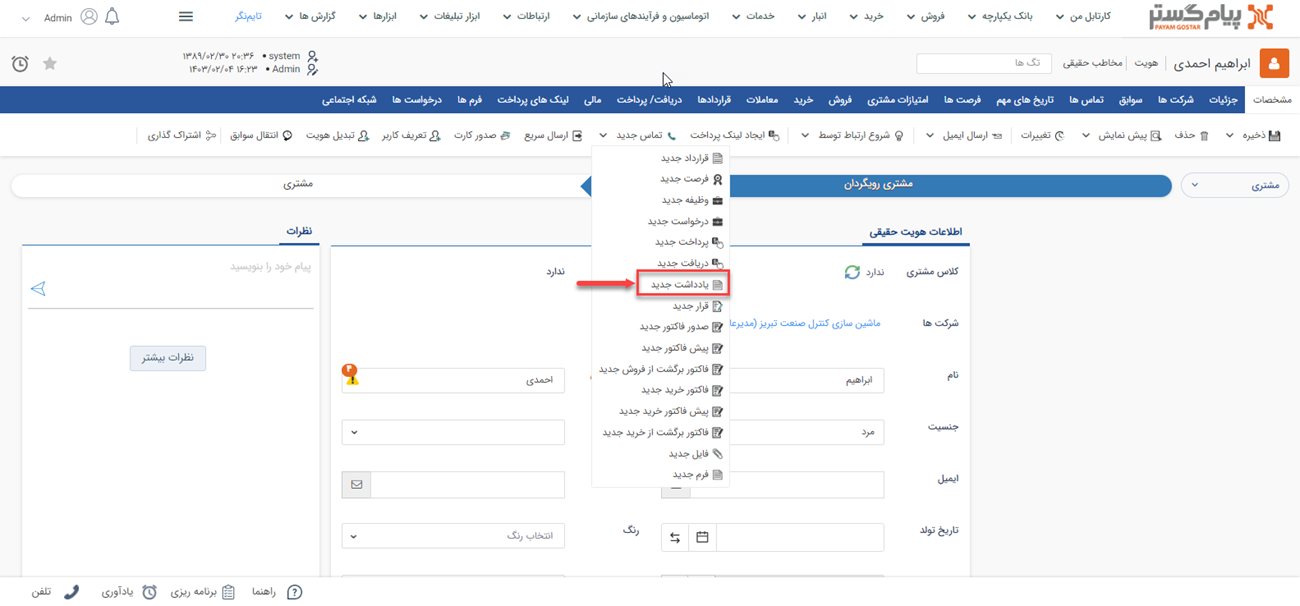 پیام گستر
PAYAM GOSTAR
کارتابل من
بانک یکپارچه
فروش
خرید
انبار
خدمات
اتوماسیون و فرآیندهای سازمانی
ارتباطات
ابزار تبلیغات
ابزارها
گزارش ها
تایم‌نگر
Admin
ابراهیم احمدی
هویت
مخاطب حقیقی
تگ ها
system • ۱۳۸۹/۰۲/۳۰ ۲۰:۳۶
Admin • ۱۴۰۳/۰۲/۰۴ ۱۶:۲۳
مشخصات
جزئیات
شرکت ها
سوابق
تماس ها
تاریخ های مهم
فرصت ها
امتیازات مشتری
فروش
خرید
معاملات
قراردادها
دریافت/ پرداخت
مالی
لینک های پرداخت
فرم ها
درخواست ها
شبکه اجتماعی
ذخیره
حذف
پیش نمایش
تغییرات
ارسال ایمیل
شروع ارتباط توسط
ایجاد لینک پرداخت
تماس جدید
ارسال سریع
صدور کارت
تعریف کاربر
تبدیل هویت
انتقال سوابق
اشتراک گذاری
قرارداد جدید
فرصت جدید
وظیفه جدید
درخواست جدید
پرداخت جدید
دریافت جدید
یادداشت جدید
قرار جدید
صدور فاکتور جدید
پیش فاکتور جدید
فاکتور برگشت از فروش جدید
فاکتور خرید جدید
پیش فاکتور خرید جدید
فاکتور برگشت از خرید جدید
فایل جدید
فرم جدید
مشتری
مشتری رویگردان
مشتری
اطلاعات هویت حقیقی
نظرات
کلاس مشتری
ندارد
ندارد
پیام خود را بنویسید
شرکت ها
ماشین سازی کنترل صنعت تبریز (مدیرعا
نظرات بیشتر
نام
ابراهیم
احمدی
جنسیت
مرد
ایمیل
تاریخ تولد
رنگ
انتخاب رنگ
راهنما
برنامه ریزی
یادآوری
تلفن